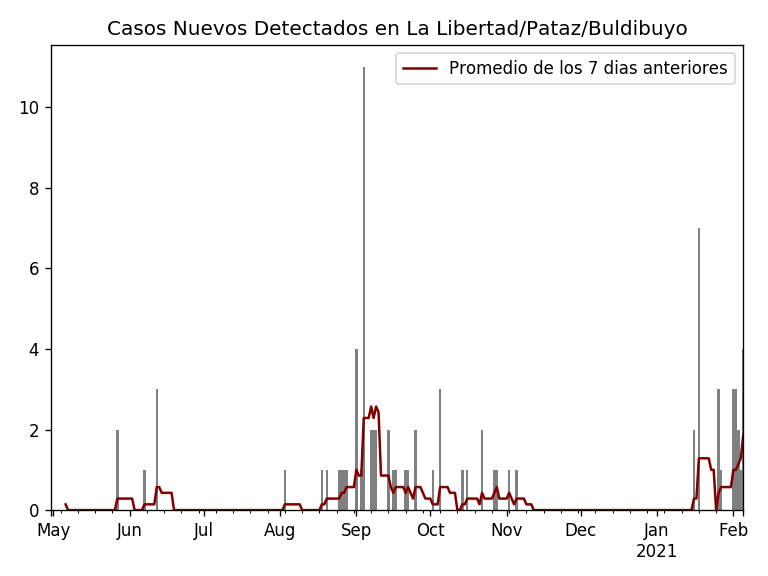 Casos Nuevos Detectados en La Libertad/Pataz/Buldibuyo
Promedio de los 7 dias anteriores
10
8
6
4
2
0
May Jun Jul Aug Sep Oct Nov Dec Jan Feb
2021